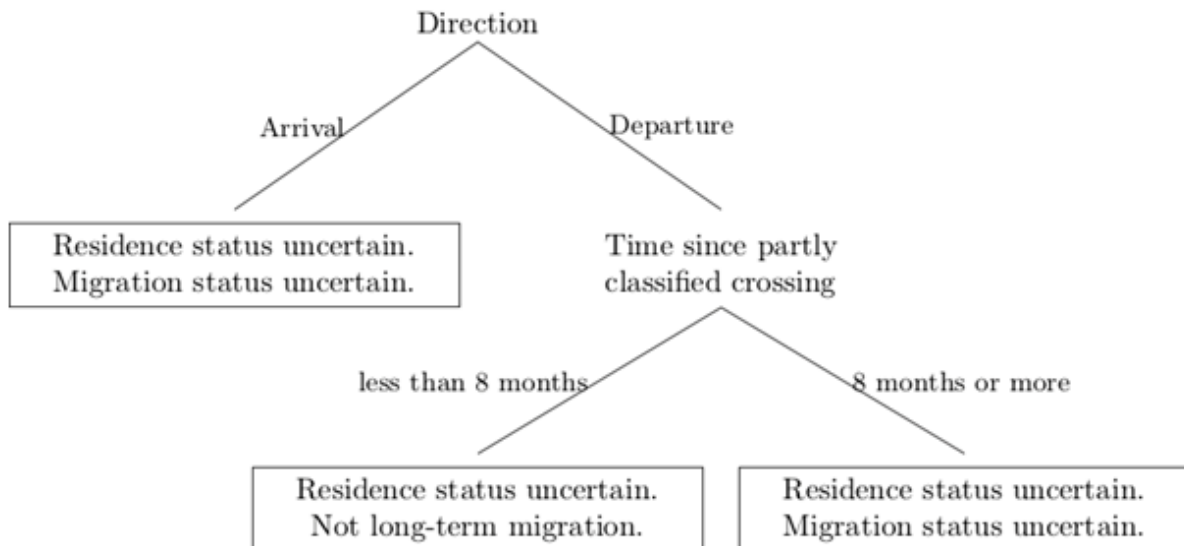 Direction
Arrival
Departure
Residence status uncertain.
Migration status uncertain.
Time since partly
classified crossing
less than 8 months
8 months or more
Residence status uncertain.
Not long-term migration.
Residence status uncertain.
Migration status uncertain.